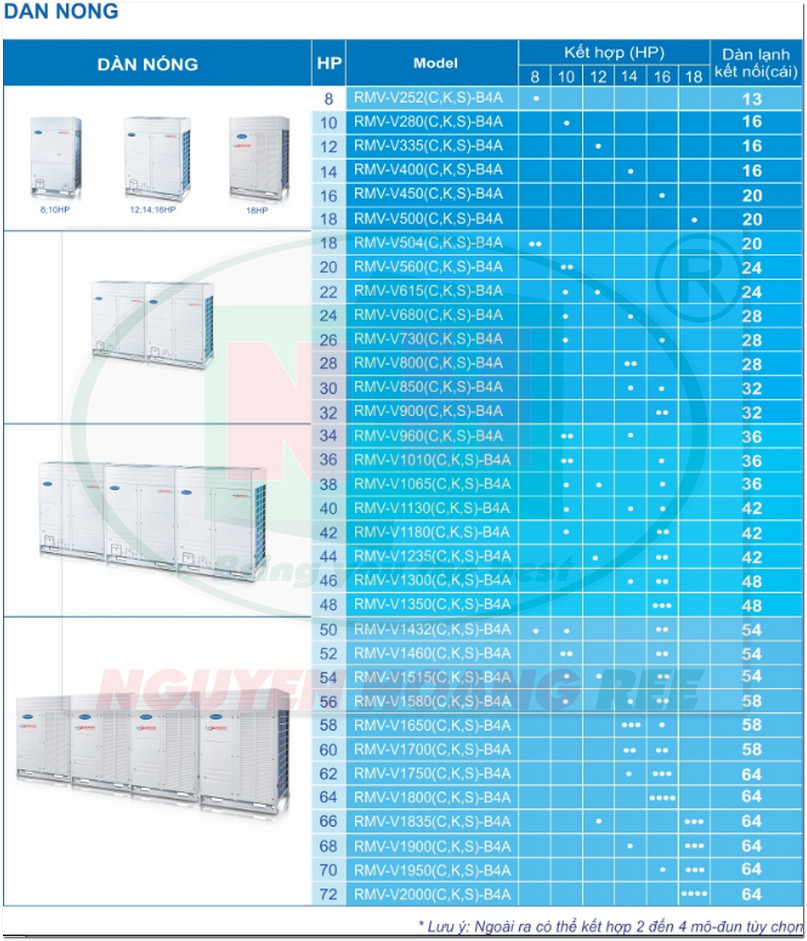 DAN NONG
DÀN NÓNG HP Model Kết hợp (HP) Dàn lạnh kết nối(cái)
8 10 12 14 16 18
8 RMV-V252(C,K,S)-B4A • 13
10 RMV-V280(C,K,S)-B4A • 16
12 RMV-V335(C,K,S)-B4A • 16
14 RMV-V400(C,K,S)-B4A • 16
16 RMV-V450(C,K,S)-B4A • 20
18 RMV-V500(C,K,S)-B4A • 20
8;10HP 12;14;16HP 18HP
18 RMV-V504(C,K,S)-B4A •• 20
20 RMV-V560(C,K,S)-B4A •• 24
22 RMV-V615(C,K,S)-B4A • • 24
24 RMV-V680(C,K,S)-B4A • • 28
26 RMV-V730(C,K,S)-B4A • • 28
28 RMV-V800(C,K,S)-B4A •• 28
30 RMV-V850(C,K,S)-B4A • • 32
32 RMV-V900(C,K,S)-B4A •• 32
34 RMV-V960(C,K,S)-B4A •• • 36
36 RMV-V1010(C,K,S)-B4A •• • 36
38 RMV-V1065(C,K,S)-B4A • • • 36
40 RMV-V1130(C,K,S)-B4A • • • 42
42 RMV-V1180(C,K,S)-B4A • •• 42
44 RMV-V1235(C,K,S)-B4A • •• 42
46 RMV-V1300(C,K,S)-B4A • •• 48
48 RMV-V1350(C,K,S)-B4A ••• 48
50 RMV-V1432(C,K,S)-B4A • • •• 54
52 RMV-V1460(C,K,S)-B4A •• •• 54
54 RMV-V1515(C,K,S)-B4A • • •• 54
56 RMV-V1580(C,K,S)-B4A • • •• 58
58 RMV-V1650(C,K,S)-B4A ••• • 58
60 RMV-V1700(C,K,S)-B4A •• •• 58
62 RMV-V1750(C,K,S)-B4A • ••• 64
64 RMV-V1800(C,K,S)-B4A •••• 64
66 RMV-V1835(C,K,S)-B4A • ••• 64
68 RMV-V1900(C,K,S)-B4A • ••• 64
70 RMV-V1950(C,K,S)-B4A • ••• 64
72 RMV-V2000(C,K,S)-B4A •••• 64
* Lưu ý: Ngoài ra có thể kết hợp 2 đến 4 mô-đun tùy chọn
®
Bring you the best
NGUYEN HOANG REE